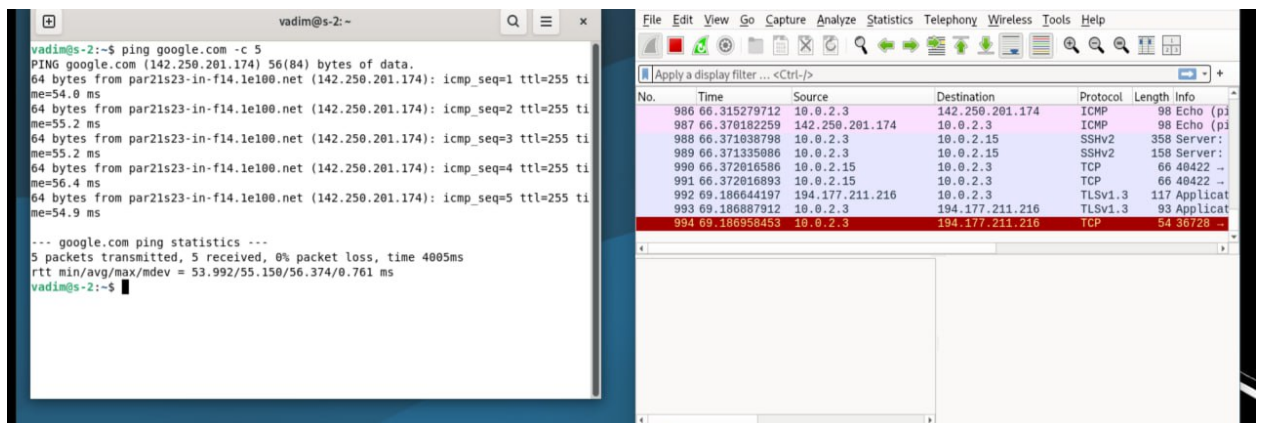 vadim@s-2: ~
vadim@s-2:~$ ping google.com -c 5
PING google.com (142.250.201.174) 56(84) bytes of data.
64 bytes from par21s23-in-f14.1e100.net (142.250.201.174): icmp_seq=1 ttl=255 ti
me=54.0 ms
64 bytes from par21s23-in-f14.1e100.net (142.250.201.174): icmp_seq=2 ttl=255 ti
me=55.2 ms
64 bytes from par21s23-in-f14.1e100.net (142.250.201.174): icmp_seq=3 ttl=255 ti
me=55.2 ms
64 bytes from par21s23-in-f14.1e100.net (142.250.201.174): icmp_seq=4 ttl=255 ti
me=56.4 ms
64 bytes from par21s23-in-f14.1e100.net (142.250.201.174): icmp_seq=5 ttl=255 ti
me=54.9 ms
--- google.com ping statistics ---
5 packets transmitted, 5 received, 0% packet loss, time 4005ms
rtt min/avg/max/mdev = 53.992/55.150/56.374/0.761 ms
vadim@s-2:~$
File Edit View Go Capture Analyze Statistics Telephony Wireless Tools Help
Apply a display filter ... <Ctrl-/>
No. Time Source Destination Protocol Length Info
986 66.315279712 10.0.2.3 142.250.201.174 ICMP 98 Echo (pi
987 66.370182259 142.250.201.174 10.0.2.3 ICMP 98 Echo (pi
988 66.371038798 10.0.2.3 10.0.2.15 SSHv2 358 Server:
989 66.371335086 10.0.2.3 10.0.2.15 SSHv2 158 Server:
990 66.372016586 10.0.2.15 10.0.2.3 TCP 66 40422 →
991 66.372016893 10.0.2.15 10.0.2.3 TCP 66 40422 →
992 69.186644197 194.177.211.216 10.0.2.3 TLSv1.3 117 Applicat
993 69.186887912 10.0.2.3 194.177.211.216 TLSv1.3 93 Applicat
994 69.186958453 10.0.2.3 194.177.211.216 TCP 54 36728 →